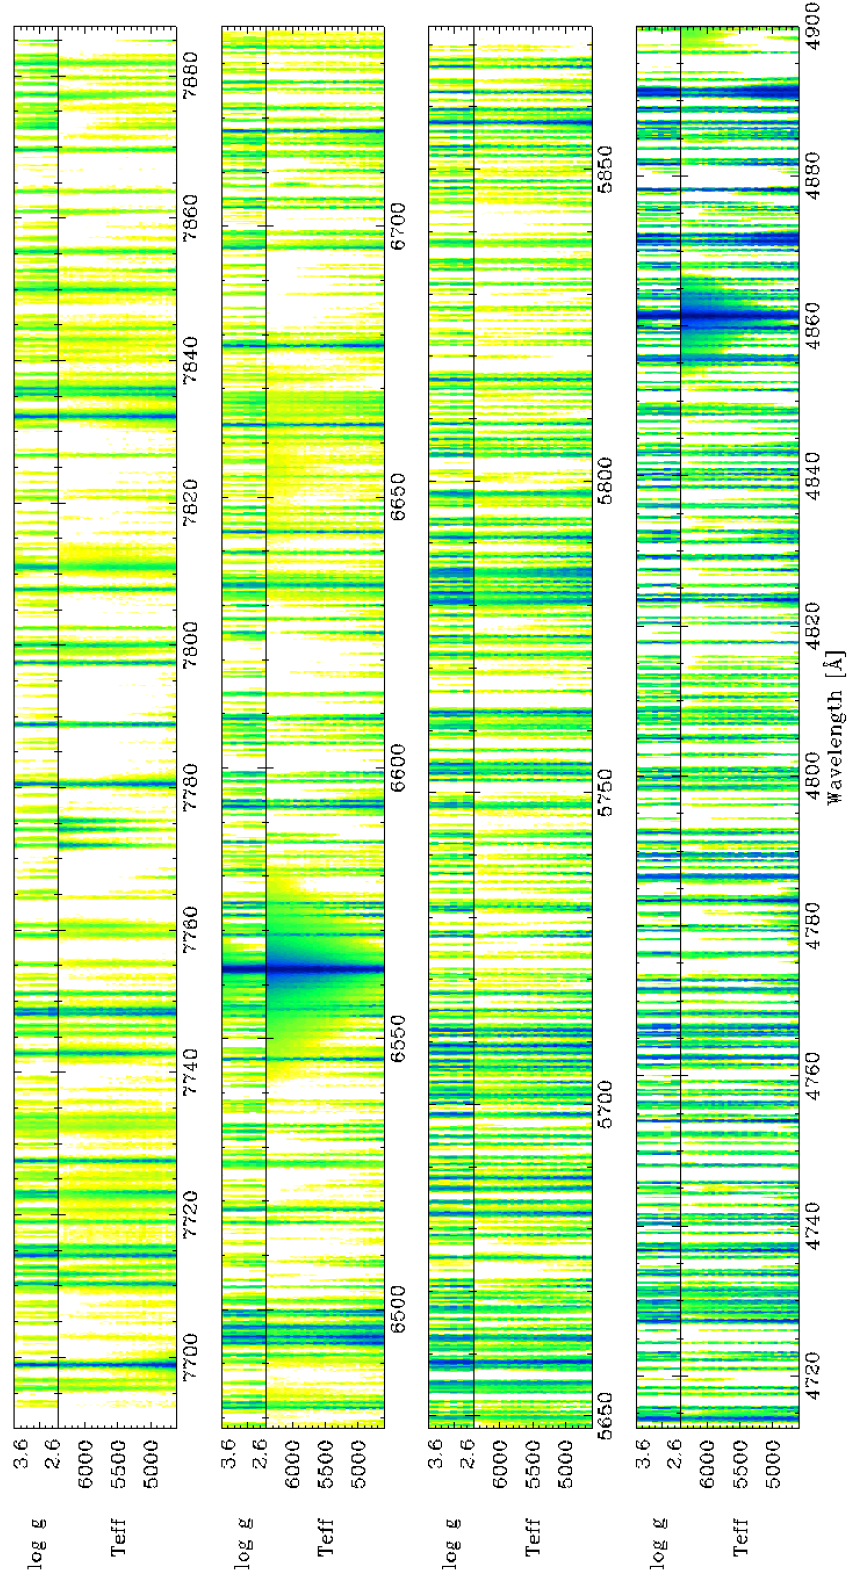 3.6
log g
2.6
6000
Teff 5500
5000
7700 7720 7740 7760 7780 7800 7820 7840 7860 7880
3.6
log g
2.6
6000
Teff 5500
5000
6500 6550 6600 6650 6700
3.6
log g
2.6
6000
Teff 5500
5000
5650 5700 5750 5800 5850
3.6
log g
2.6
6000
Teff 5500
5000
4720 4740 4760 4780 4800 4820 4840 4860 4880 4900
Wavelength [Å]